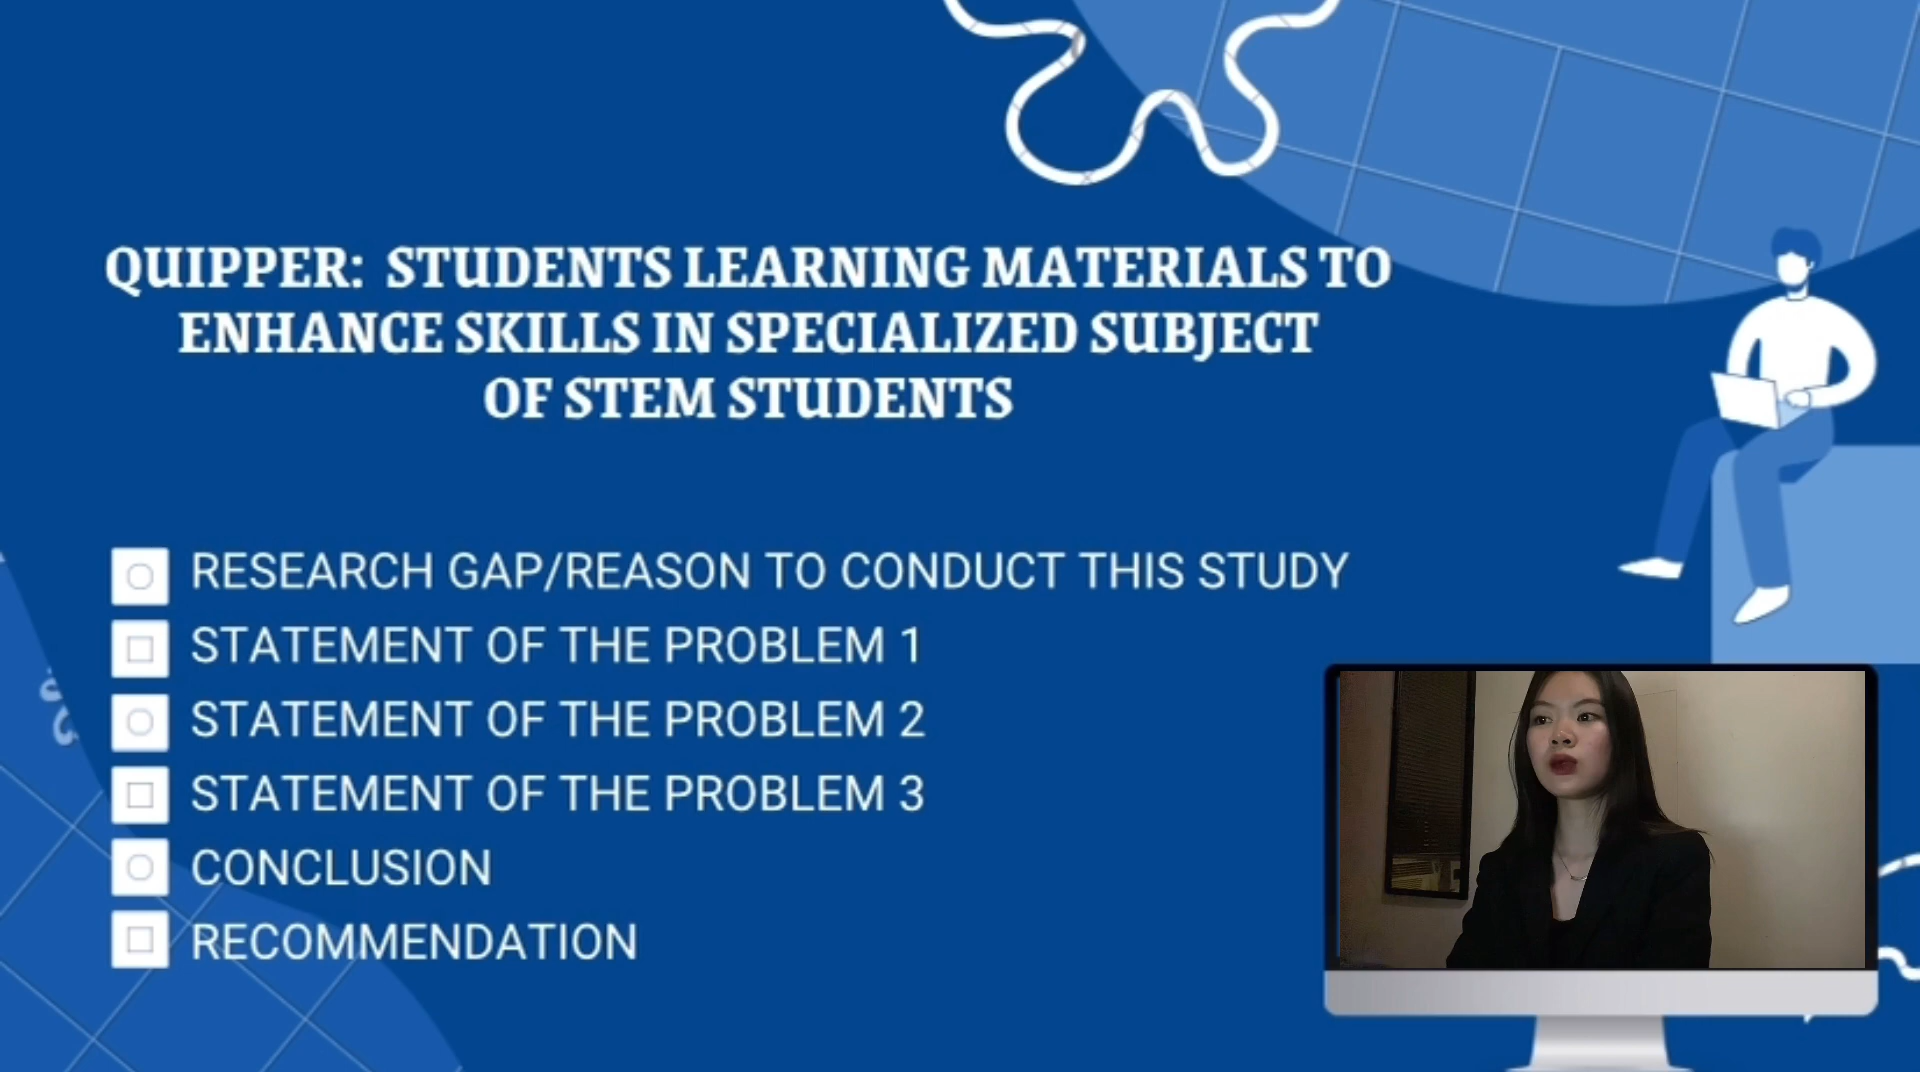 QUIPPER: STUDENTS LEARNING MATERIALS TO
ENHANCE SKILLS IN SPECIALIZED SUBJECT
OF STEM STUDENTS
RESEARCH GAP/REASON TO CONDUCT THIS STUDY
STATEMENT OF THE PROBLEM 1
STATEMENT OF THE PROBLEM 2
STATEMENT OF THE PROBLEM 3
CONCLUSION
RECOMMENDATION